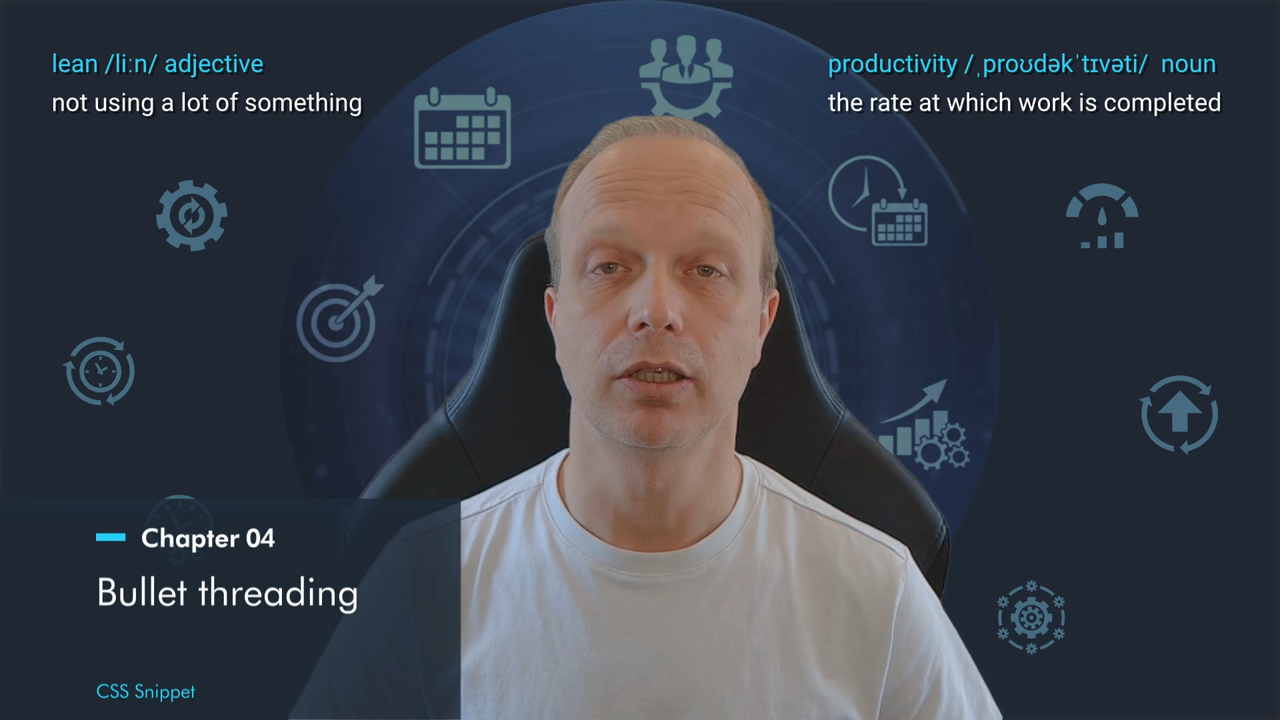 lean /liːn/ adjective
not using a lot of something
productivity /ˌproʊdəkˈtɪvəti/ noun
the rate at which work is completed
Chapter 04
Bullet threading
CSS Snippet